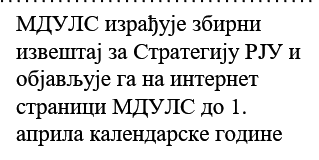 МДУЛС израђује збирни
извештај за Стратегију РЈУ и
објављује га на интернет
страници МДУЛС до 1.
априла календарске године